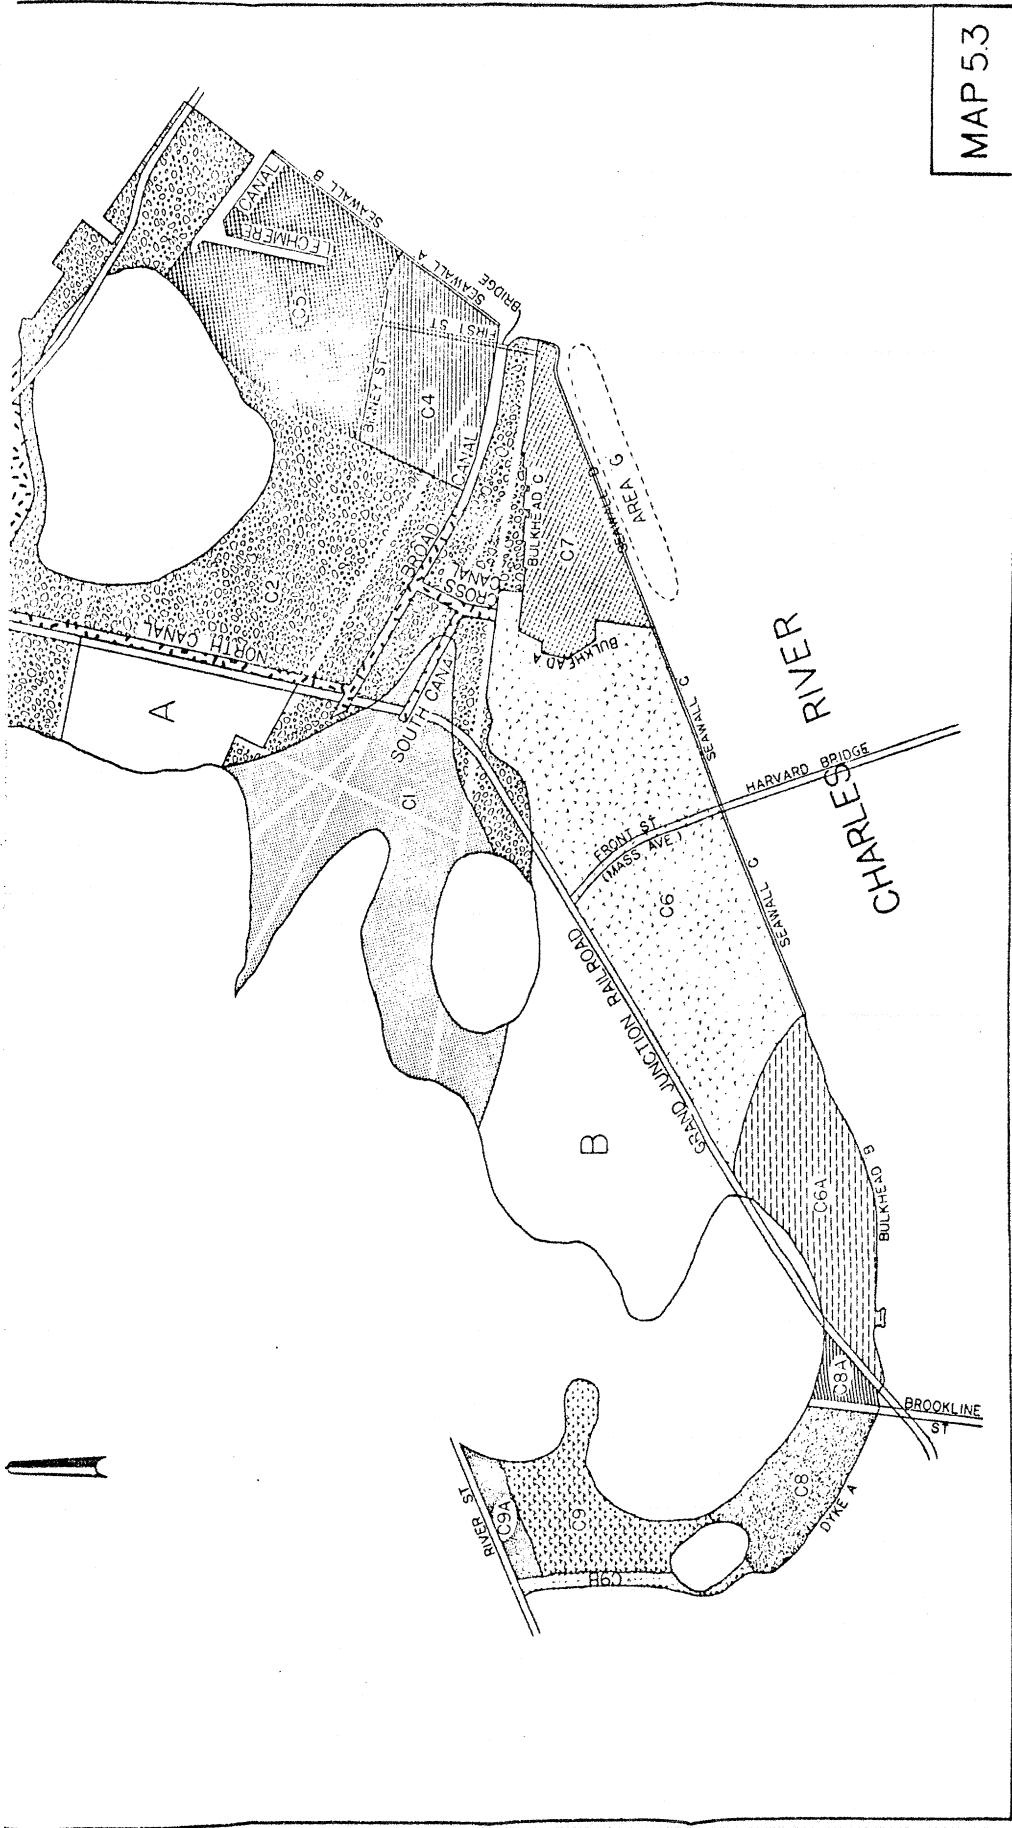 MAP 5.3
CANAL
LECHMERE
SEAWALL B
C5
SEAWALL A
BRIDGE
FIRST ST
BINNEY ST
C4
BROAD
CANAL
AREA G
BULKHEAD C
C7
C2
CROSS
CANAL
NORTH CANAL
A
SOUTH
CANAL
BULKHEAD A
SEAWALL C
CHARLES RIVER
HARVARD BRIDGE
FRONT ST
(MASS AVE.)
C1
C6
SEAWALL C
GRAND JUNCTION RAILROAD
B
C6A
BULKHEAD B
C8A
BROOKLINE
ST
C8
DYKE A
RIVER ST
C9A
C9
C9B